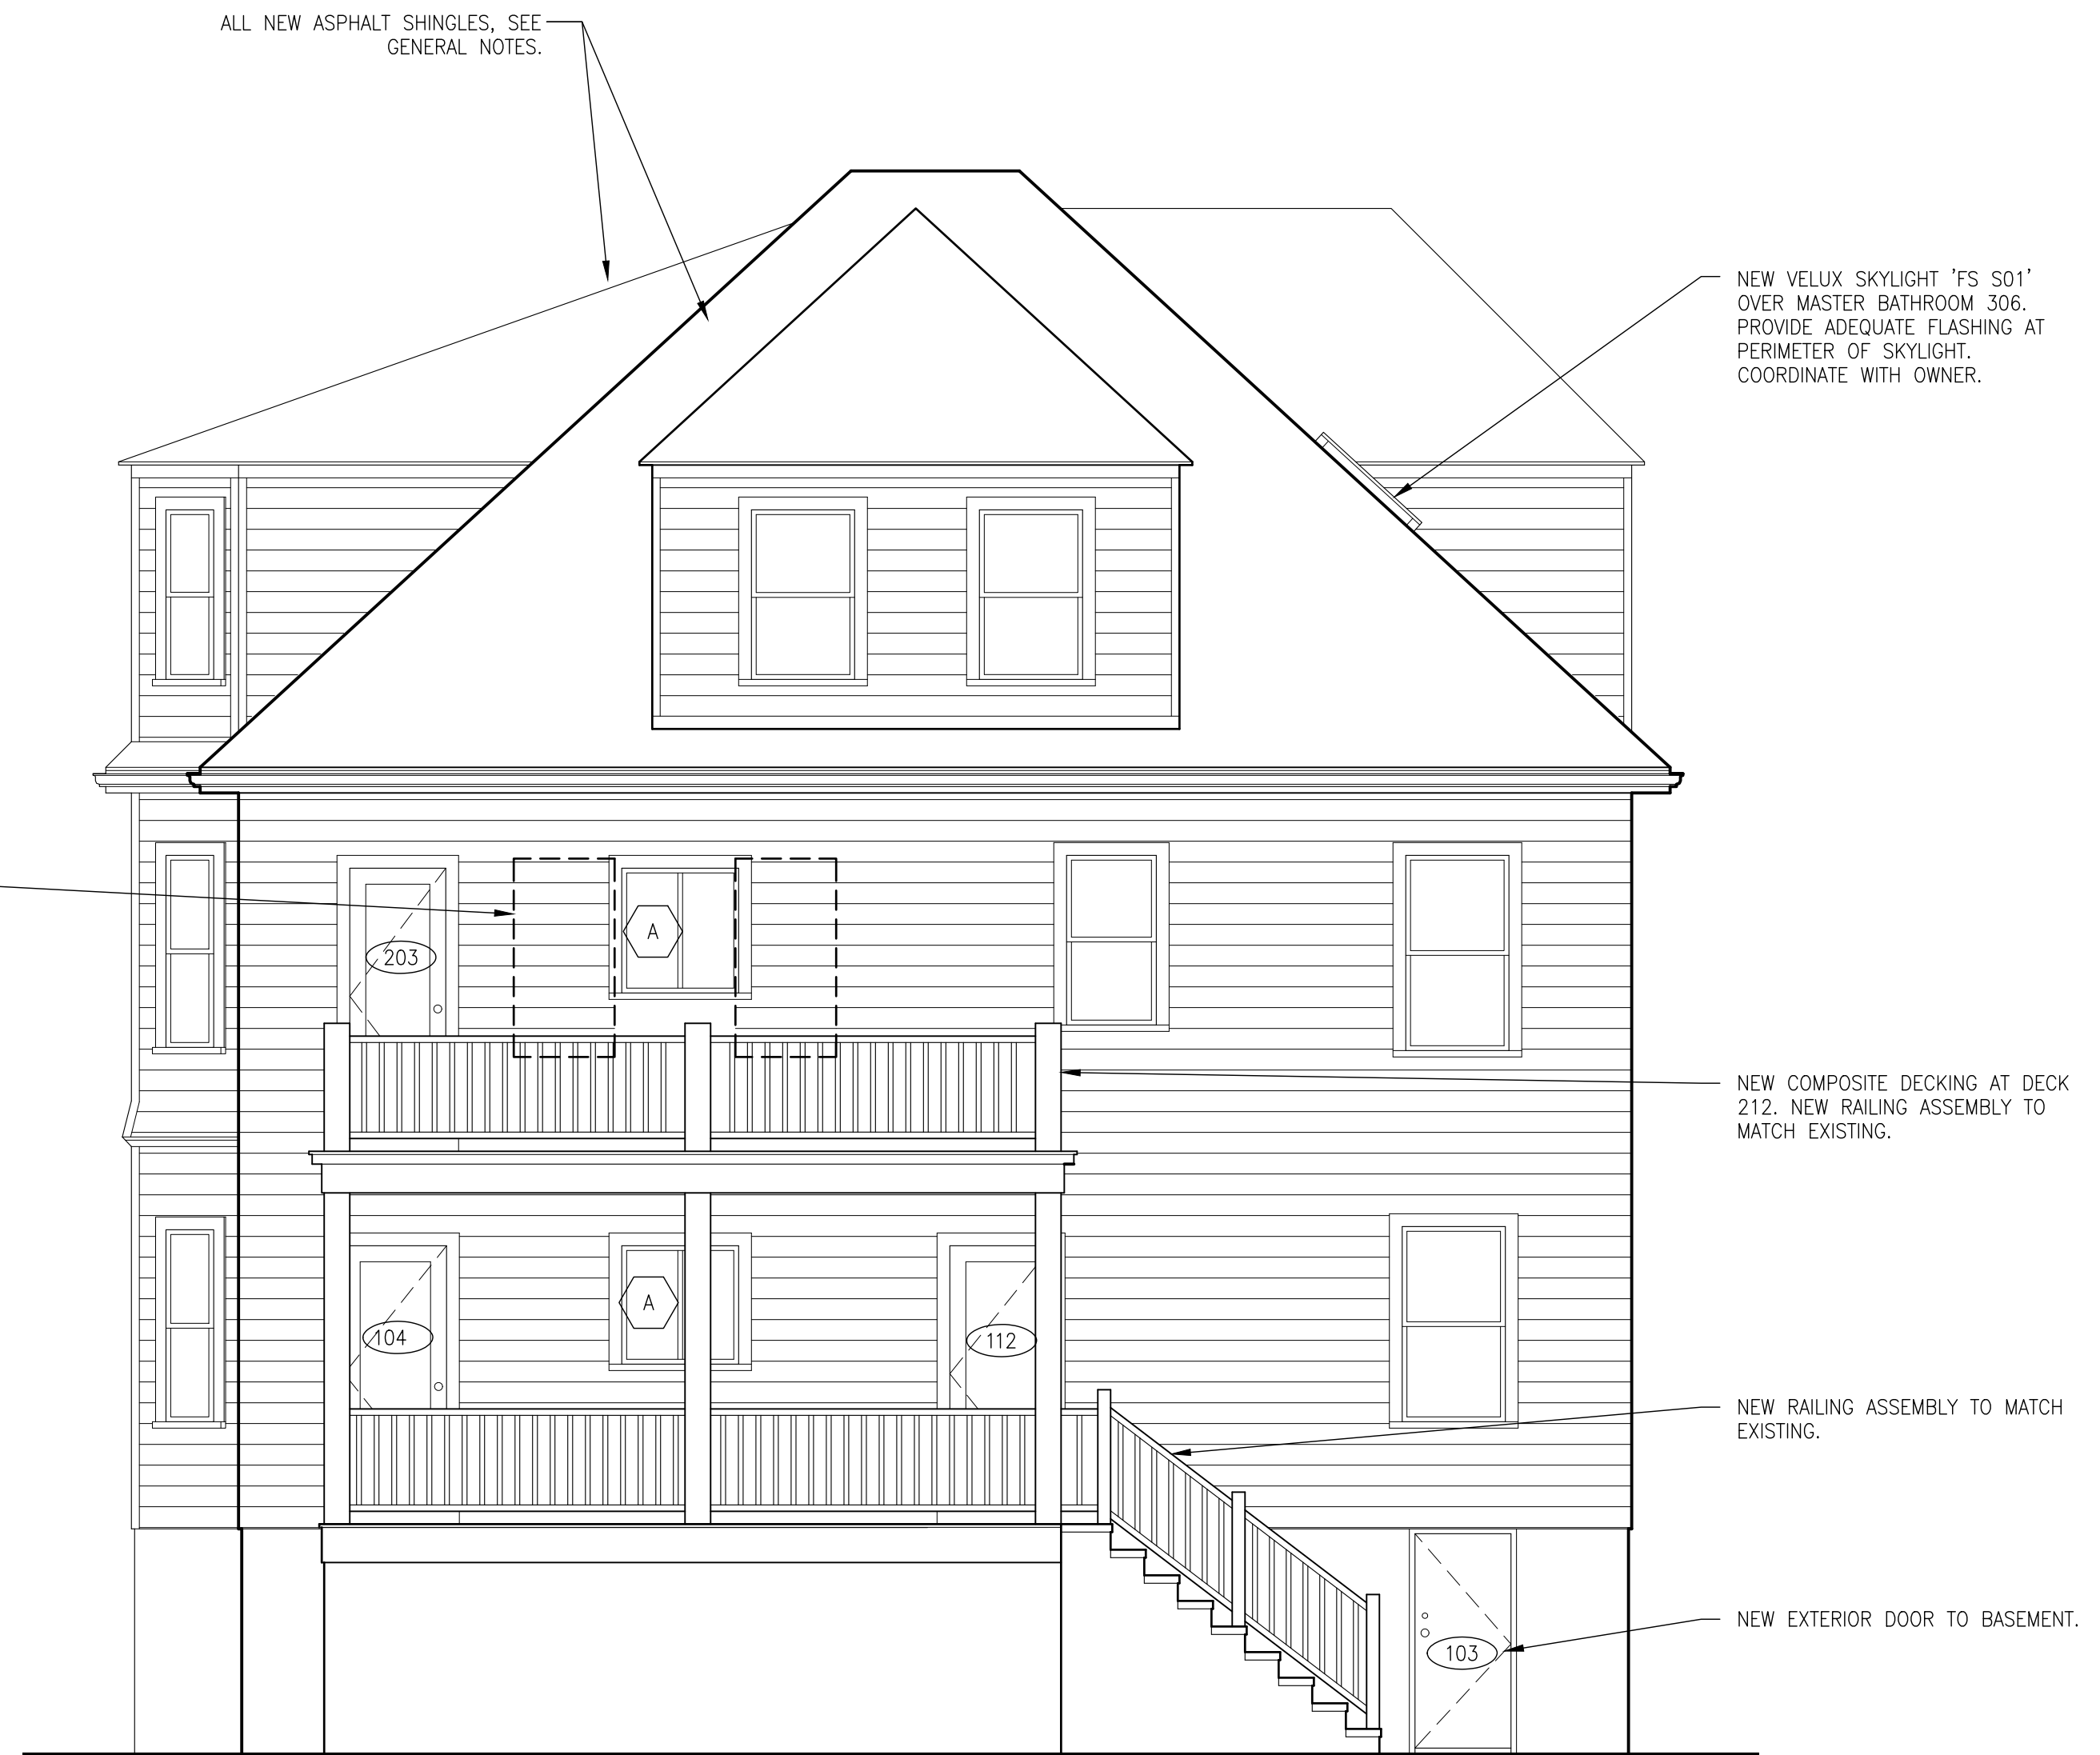 ALL NEW ASPHALT SHINGLES, SEE
GENERAL NOTES.
NEW VELUX SKYLIGHT 'FS S01'
OVER MASTER BATHROOM 306.
PROVIDE ADEQUATE FLASHING AT
PERIMETER OF SKYLIGHT.
COORDINATE WITH OWNER.
A
203
NEW COMPOSITE DECKING AT DECK
212. NEW RAILING ASSEMBLY TO
MATCH EXISTING.
A
104
112
NEW RAILING ASSEMBLY TO MATCH
EXISTING.
NEW EXTERIOR DOOR TO BASEMENT.
103